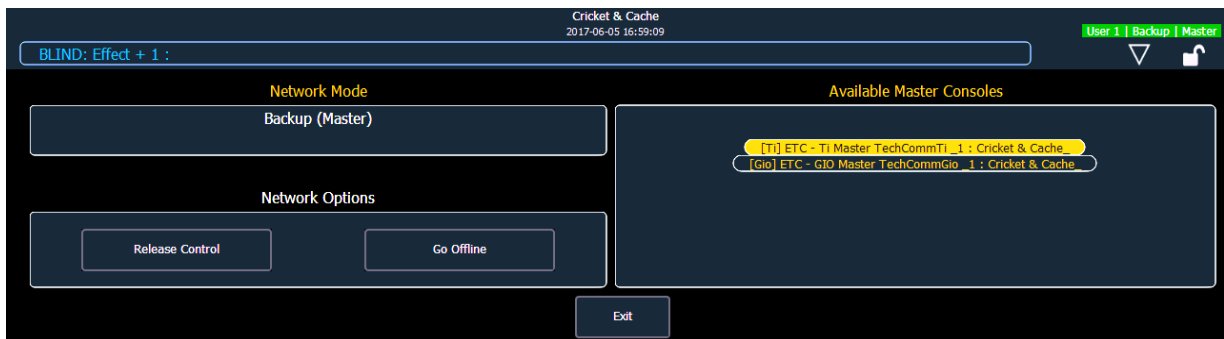 Cricket & Cache
2017-06-05 16:59:09
User 1 | Backup | Master
BLIND: Effect + 1 :
Network Mode
Backup (Master)
Network Options
Release Control
Go Offline
Available Master Consoles
[Ti] ETC - Ti Master TechCommTi _1 : Cricket & Cache_
[Gio] ETC - GIO Master TechCommGio _1 : Cricket & Cache_
Exit